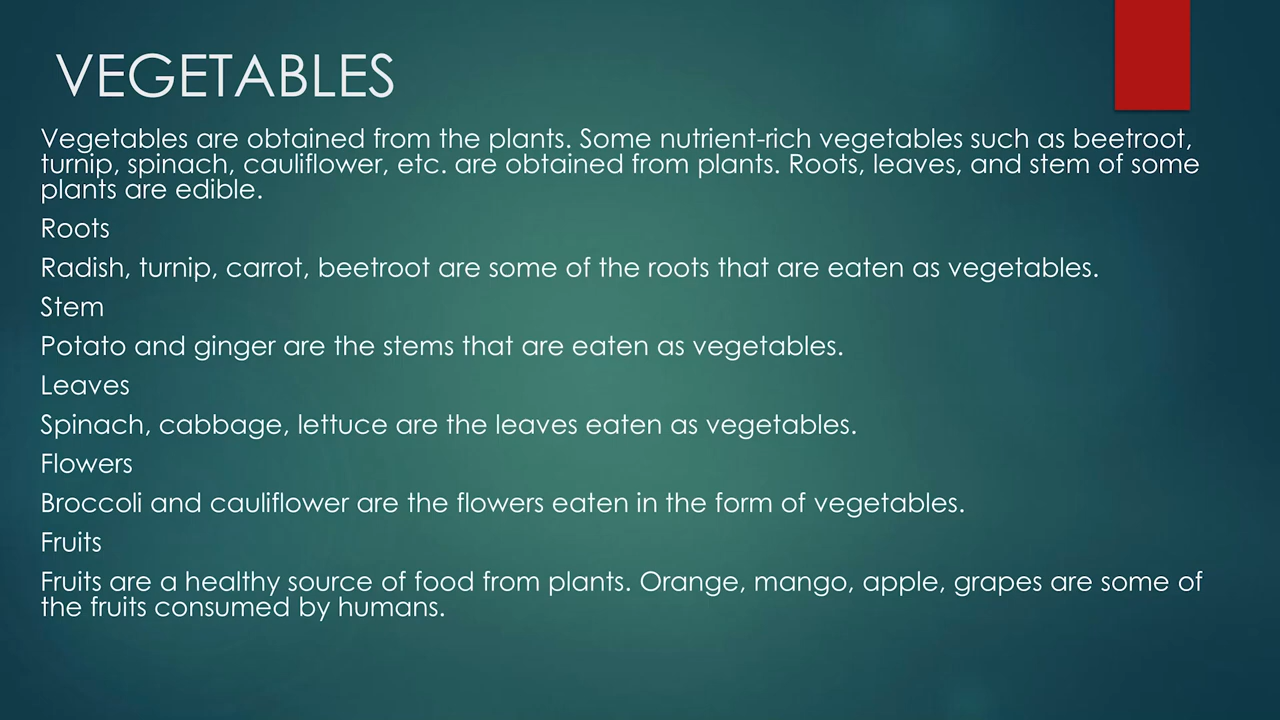 VEGETABLES
Vegetables are obtained from the plants. Some nutrient-rich vegetables such as beetroot,
turnip, spinach, cauliflower, etc. are obtained from plants. Roots, leaves, and stem of some
plants are edible.
Roots
Radish, turnip, carrot, beetroot are some of the roots that are eaten as vegetables.
Stem
Potato and ginger are the stems that are eaten as vegetables.
Leaves
Spinach, cabbage, lettuce are the leaves eaten as vegetables.
Flowers
Broccoli and cauliflower are the flowers eaten in the form of vegetables.
Fruits
Fruits are a healthy source of food from plants. Orange, mango, apple, grapes are some of
the fruits consumed by humans.